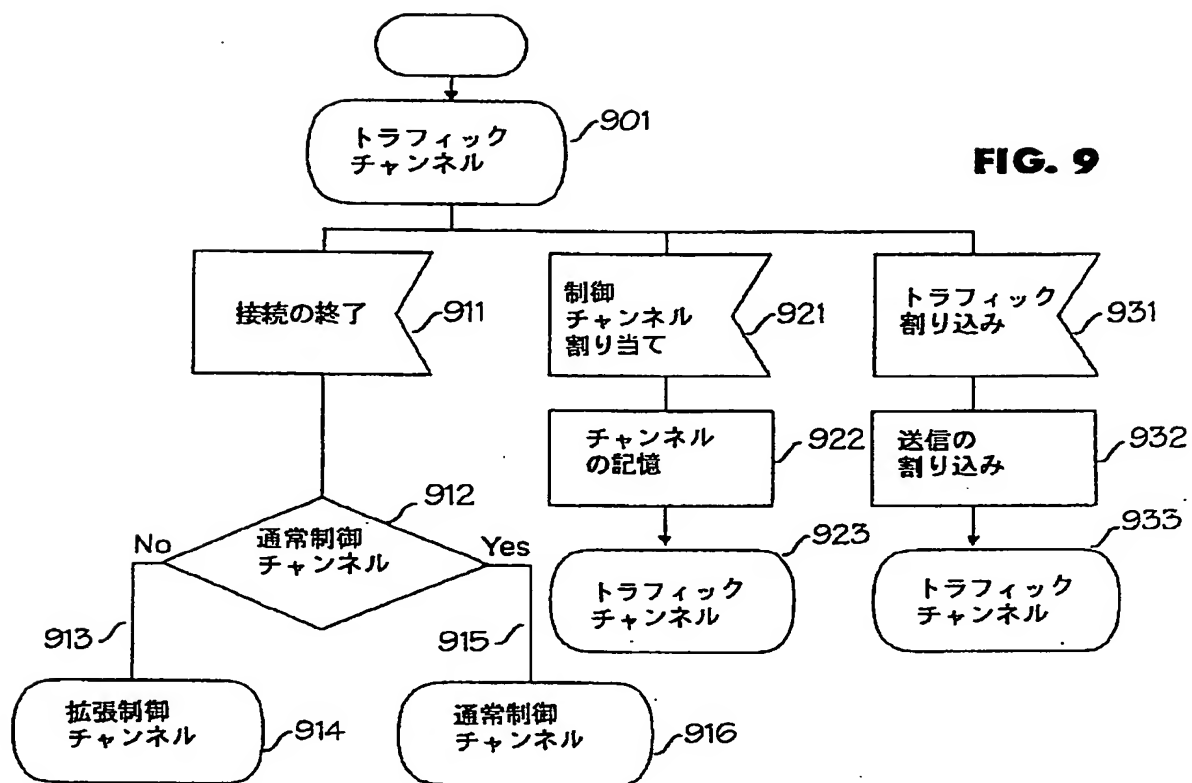 トラフィック
チャンネル
901
FIG. 9
接続の終了
911
制御
チャンネル
割り当て
921
トラフィック
割り込み
931
チャンネル
の記憶
922
送信の
割り込み
932
912
通常制御
チャンネル
No
Yes
923
トラフィック
チャンネル
933
トラフィック
チャンネル
913
915
拡張制御
チャンネル
914
通常制御
チャンネル
916